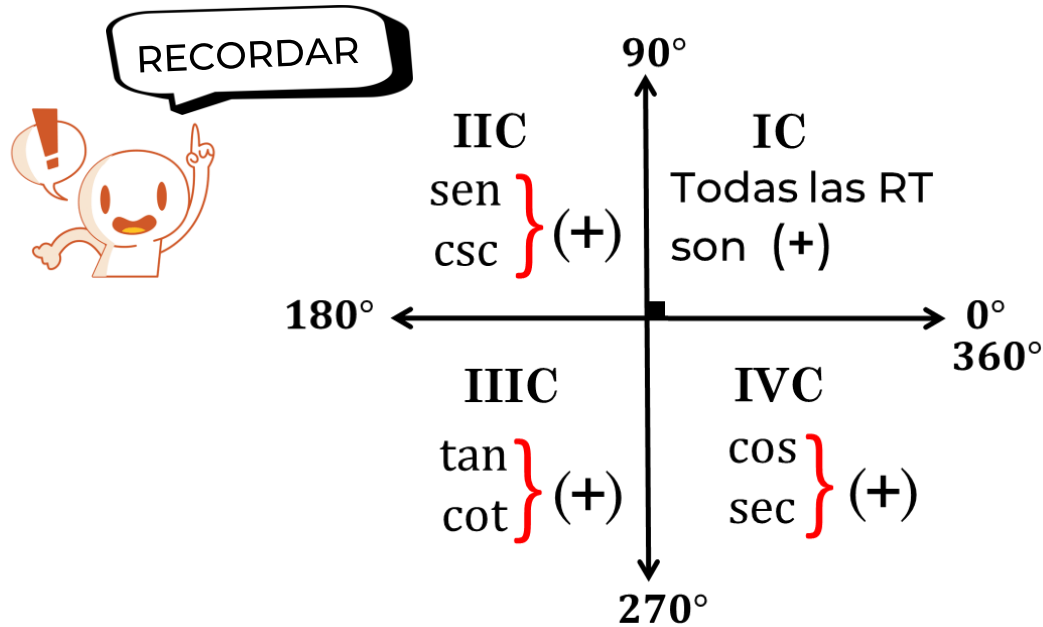 RECORDAR
!
90°
IIC
sen
csc
} (+)
IC
Todas las RT
son (+)
180°
0°
360°
IIIC
tan
cot
} (+)
IVC
cos
sec
} (+)
270°